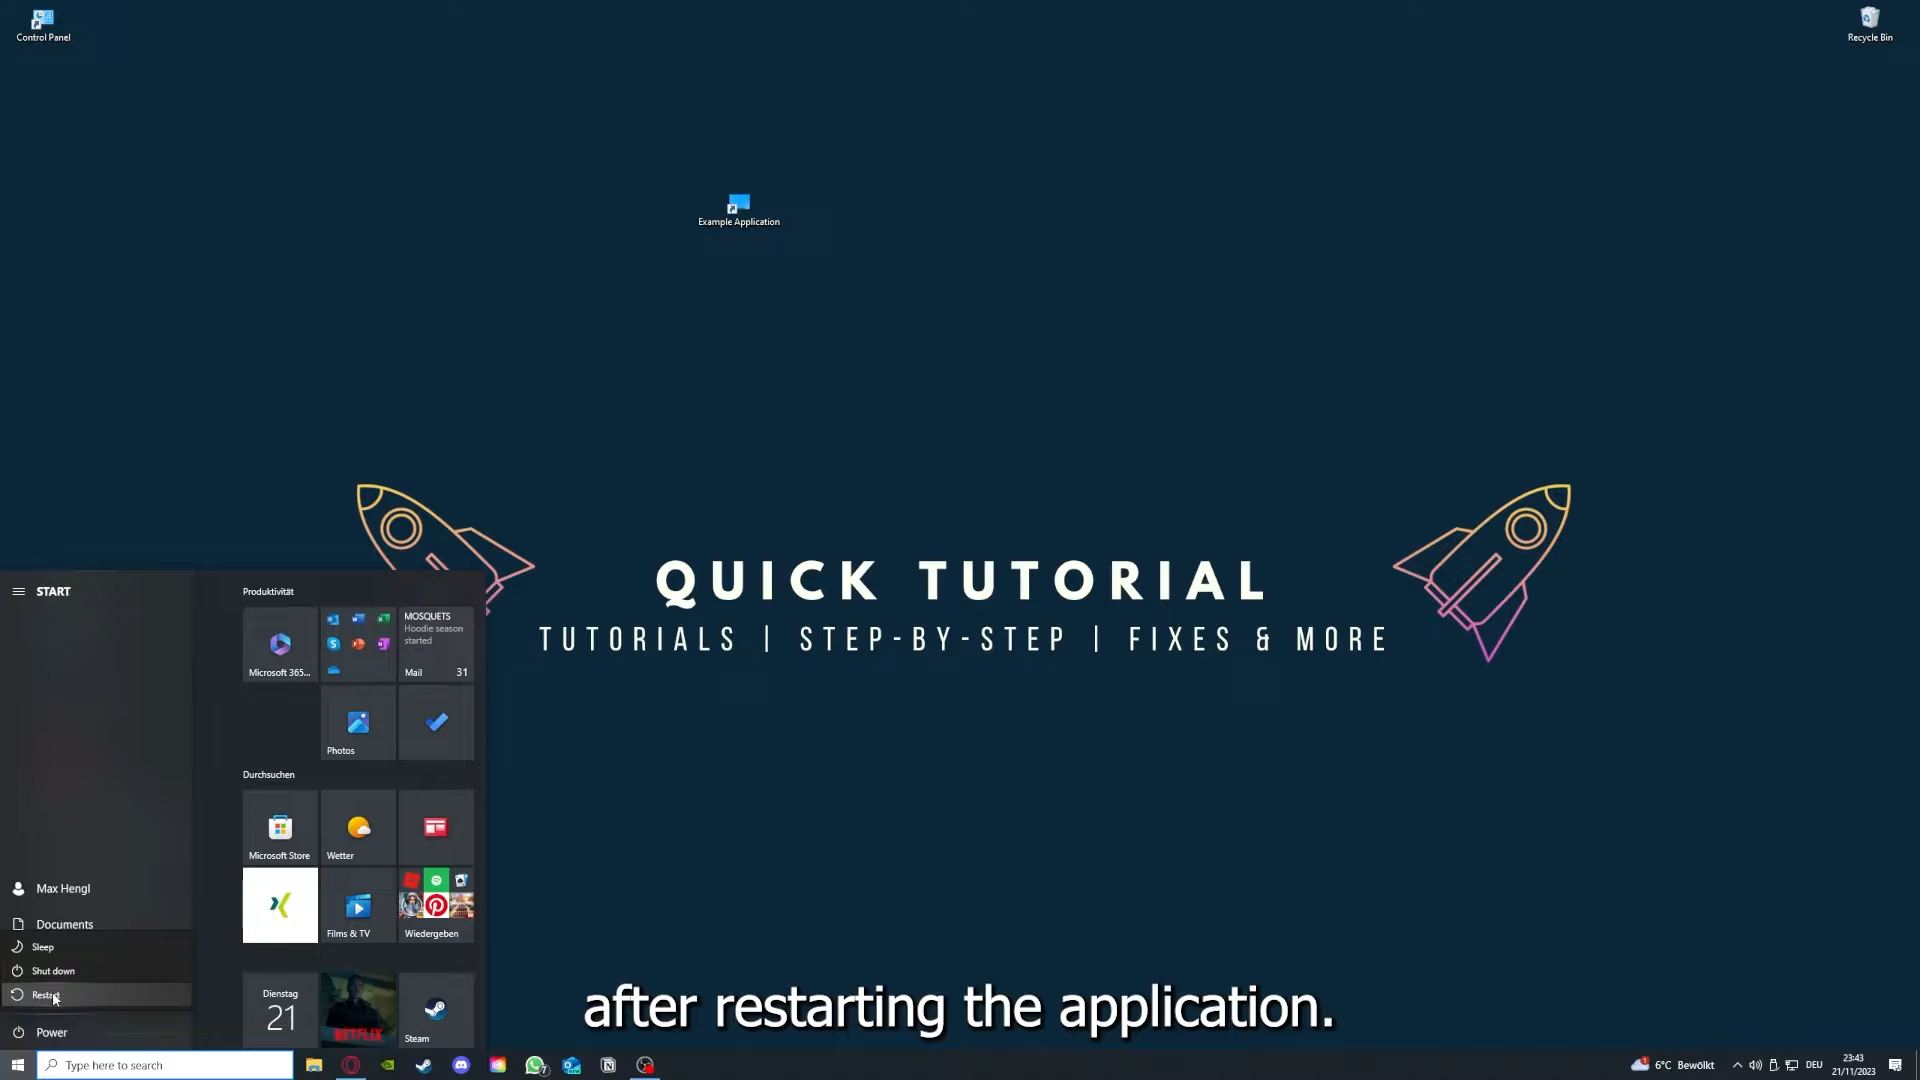 Control Panel
Recycle Bin
Example Application
QUICK TUTORIAL
TUTORIALS | STEP-BY-STEP | FIXES & MORE
START
Produktivität
Microsoft 365...
MOSQUETS
Hoodie season
started
Mail 31
Photos
Durchsuchen
Microsoft Store
Wetter
Max Hengl
Films & TV
Wiedergeben
Documents
Sleep
Shut down
Restart
Dienstag
21
NETFLIX
Steam
Power
after restarting the application.
Type here to search
7
1
6°C Bewölkt
DEU
23:43
21/11/2023